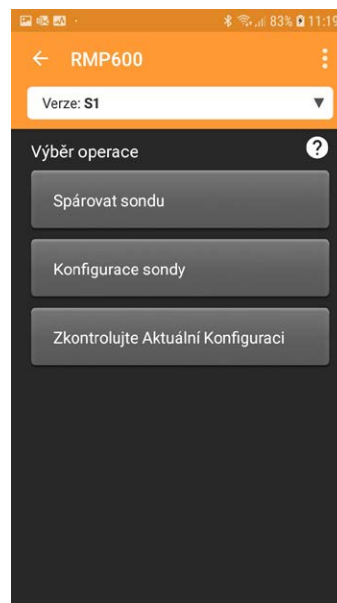 83% 11:19
RMP600
Verze: S1
Výběr operace
?
Spárovat sondu
Konfigurace sondy
Zkontrolujte Aktuální Konfiguraci